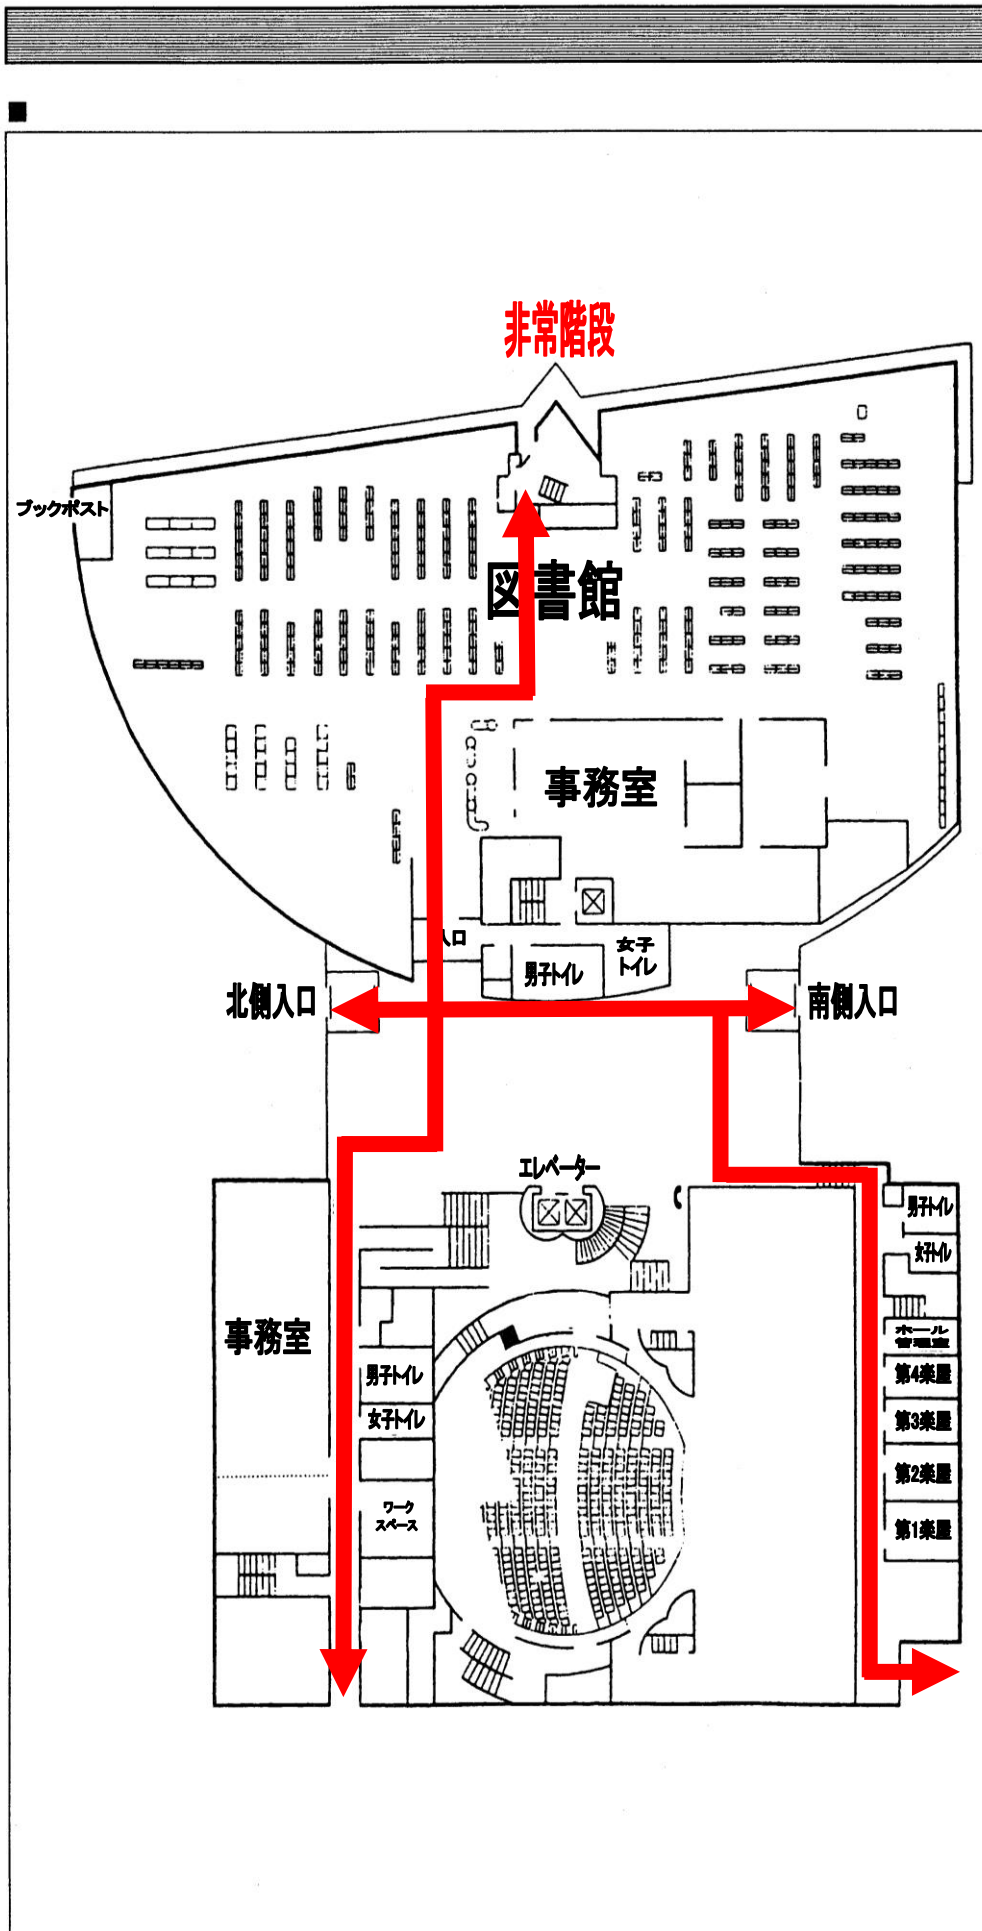 非常階段
ブックポスト
図書館
事務室
入口
女子
トイレ
男子トイレ
北側入口
南側入口
エレベーター
男子トイレ
女子トイレ
ホール
管理室
事務室
第4楽屋
男子トイレ
女子トイレ
第3楽屋
第2楽屋
ワーク
スペース
第1楽屋